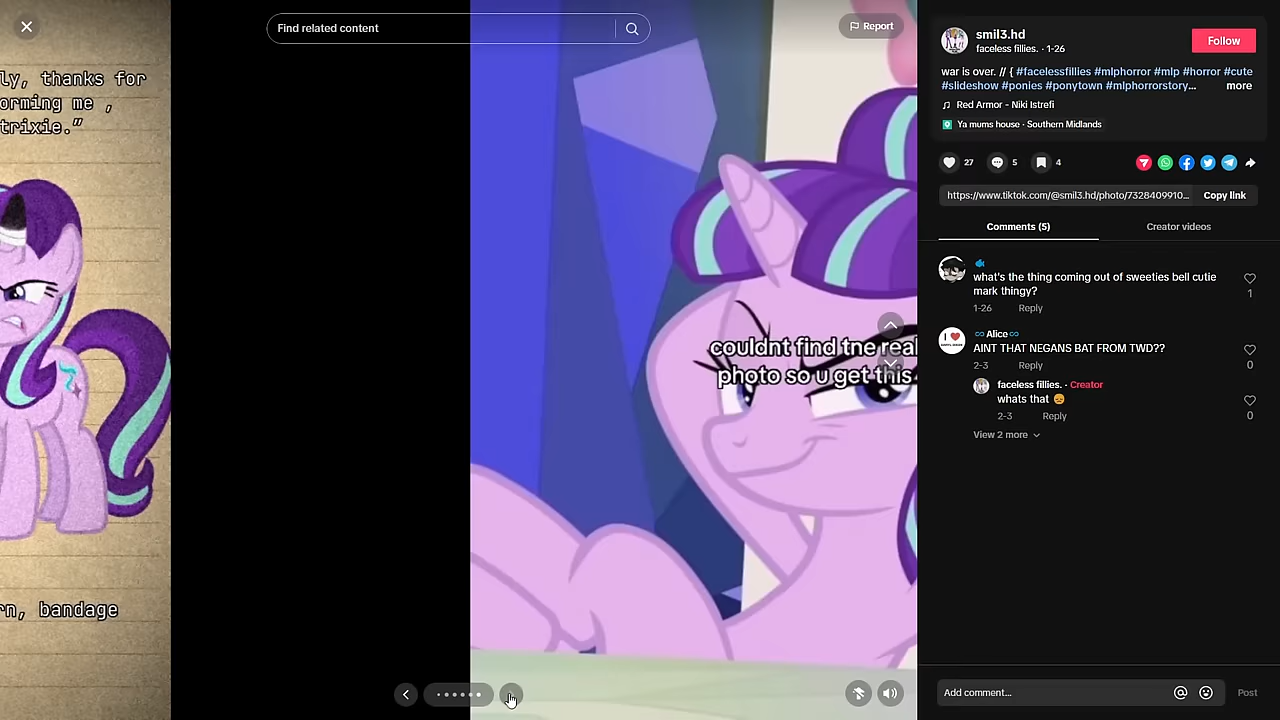 Find related content
Report
ly, thanks for
orming me ,
trixie.”
rn, bandage
couldnt find the real
photo so u get this
smil3.hd
faceless fillies. · 1-26
Follow
war is over. // { #facelessfillies #mlphorror #mlp #horror #cute
#slideshow #ponies #ponytown #mlphorrorstory...
more
Red Armor - Niki Istrefi
Ya mums house · Southern Midlands
27
5
4
https://www.tiktok.com/@smil3.hd/photo/7328409910...
Copy link
Comments (5)
Creator videos
what's the thing coming out of sweeties bell cutie
mark thingy?
1-26 Reply
1
Alice
AINT THAT NEGANS BAT FROM TWD??
2-3 Reply
0
faceless fillies. · Creator
whats that 😞
2-3 Reply
0
View 2 more
Add comment...
Post